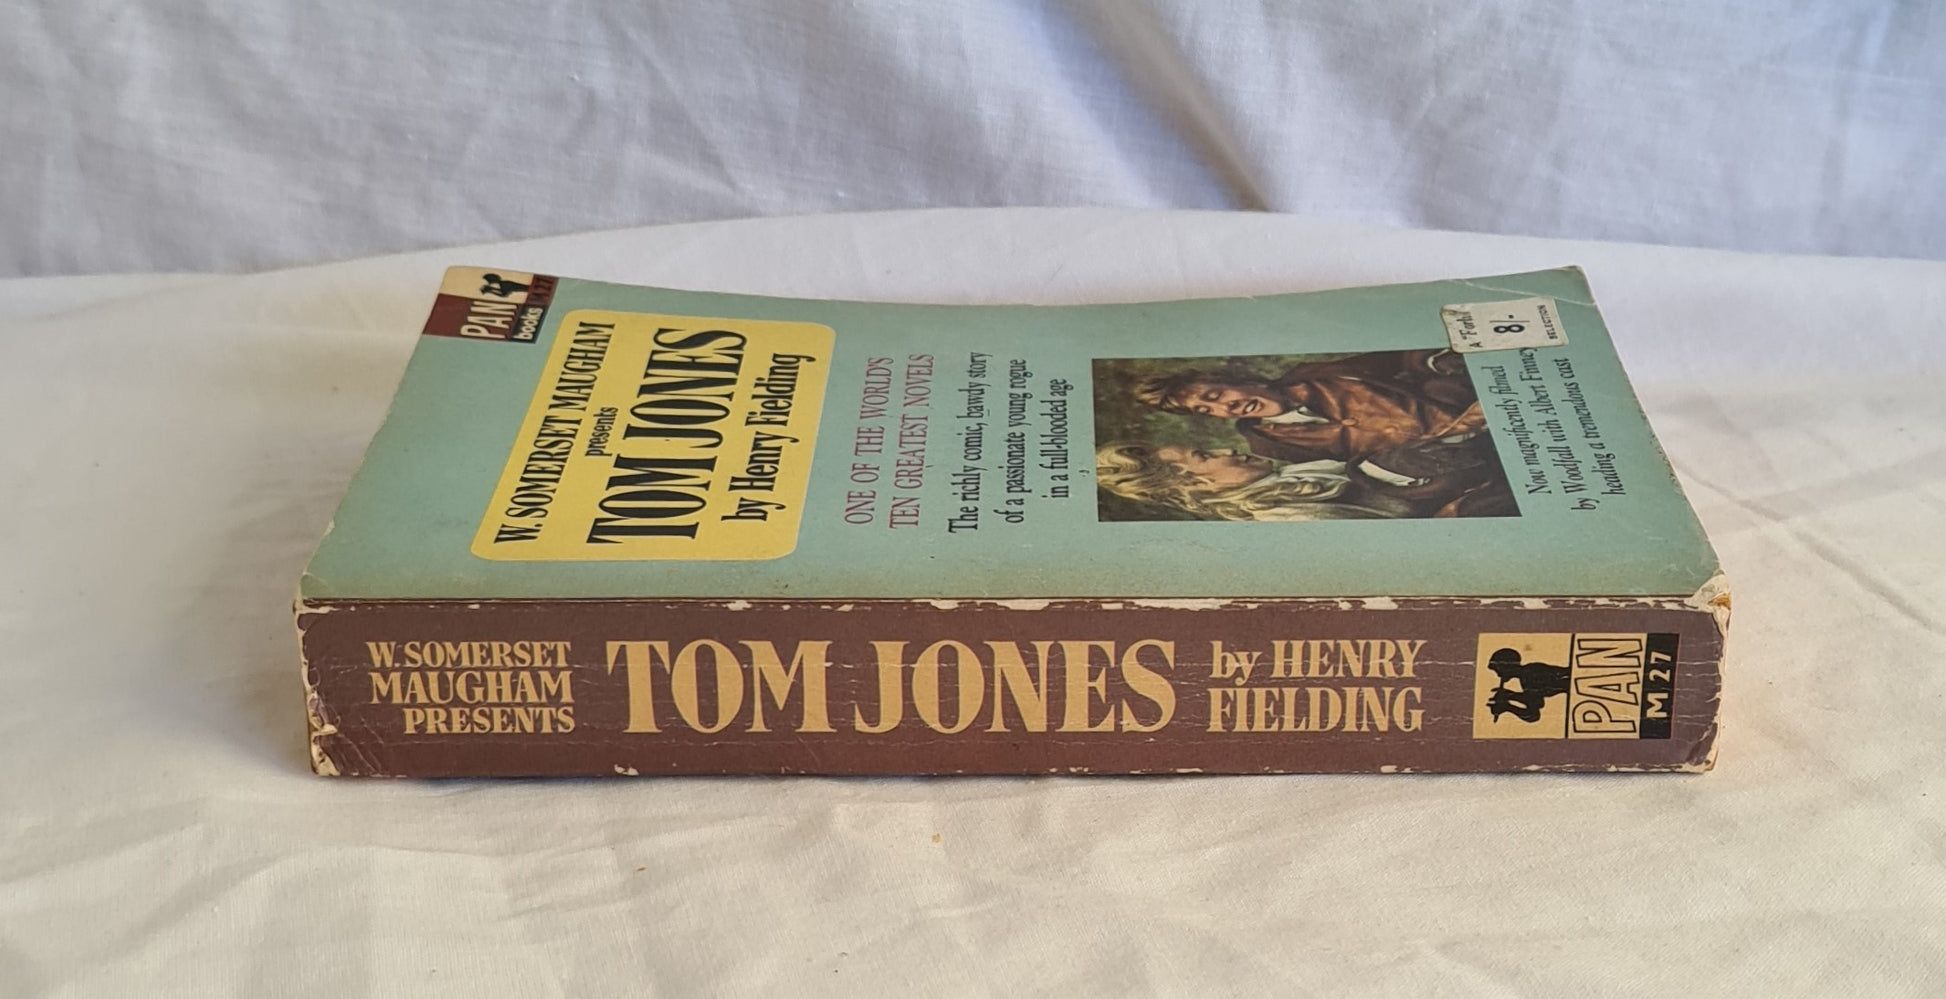 PAN
books
M27
W. SOMERSET MAUGHAM
presents
TOM JONES
by Henry Fielding
ONE OF THE WORLD'S
TEN GREATEST NOVELS
The richly comic, bawdy story
of a passionate young rogue
in a full-blooded age
A
8/-
SELECTION
Now magnificently filmed
by Woodfall with Albert Finney
heading a tremendous cast
W. SOMERSET
MAUGHAM
PRESENTS
TOM JONES
by HENRY
FIELDING
PAN
M 27